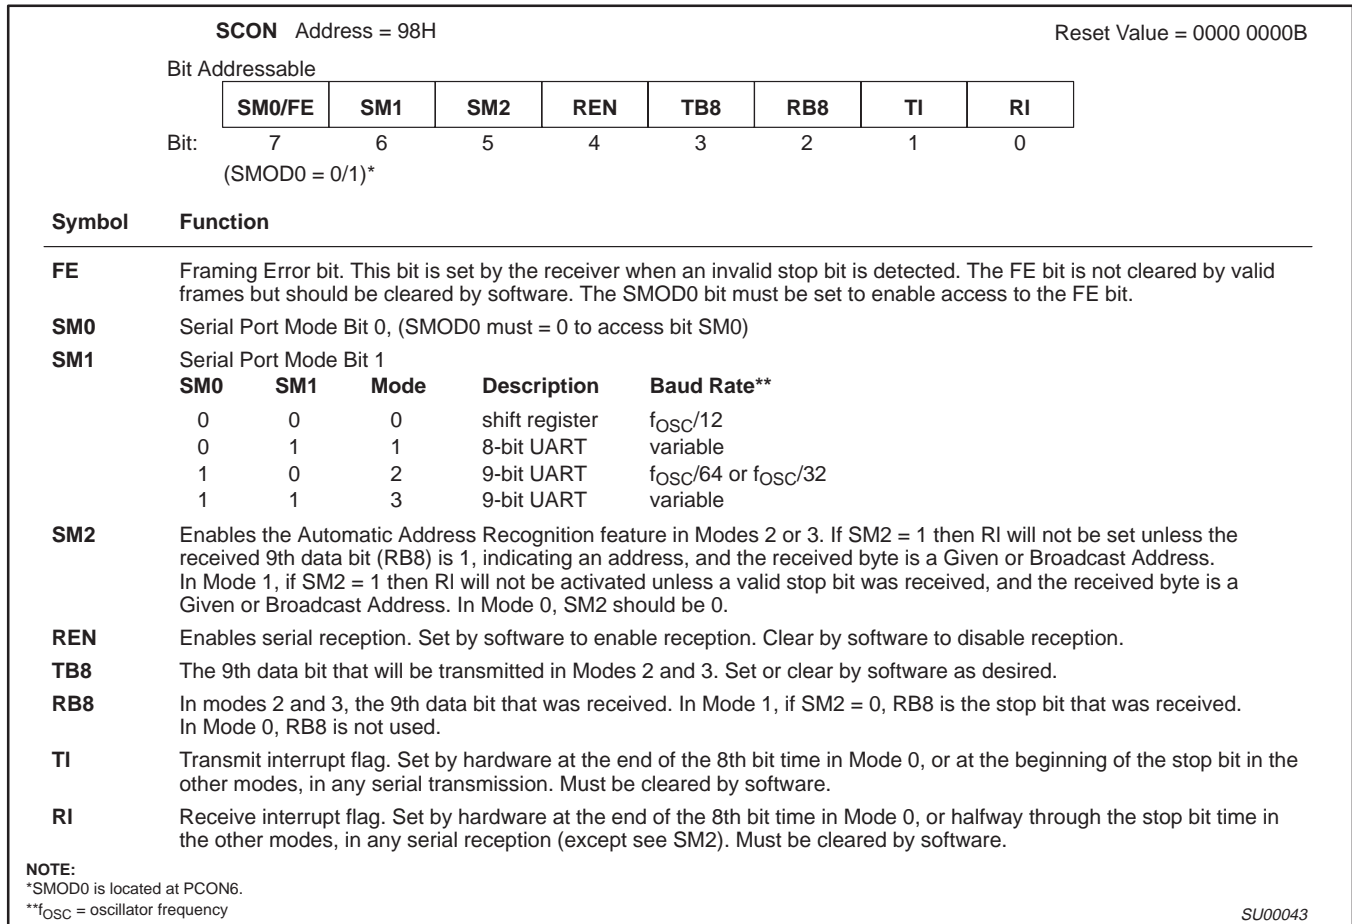 SCON Address = 98H Reset Value = 0000 0000B
Bit Addressable
SM0/FE SM1 SM2 REN TB8 RB8 TI RI
Bit: 7 6 5 4 3 2 1 0
(SMOD0 = 0/1)*
Symbol Function
FE Framing Error bit. This bit is set by the receiver when an invalid stop bit is detected. The FE bit is not cleared by valid
frames but should be cleared by software. The SMOD0 bit must be set to enable access to the FE bit.
SM0 Serial Port Mode Bit 0, (SMOD0 must = 0 to access bit SM0)
SM1 Serial Port Mode Bit 1
SM0 SM1 Mode Description Baud Rate**
0 0 0 shift register fOSC/12
0 1 1 8-bit UART variable
1 0 2 9-bit UART fOSC/64 or fOSC/32
1 1 3 9-bit UART variable
SM2 Enables the Automatic Address Recognition feature in Modes 2 or 3. If SM2 = 1 then RI will not be set unless the
received 9th data bit (RB8) is 1, indicating an address, and the received byte is a Given or Broadcast Address.
In Mode 1, if SM2 = 1 then RI will not be activated unless a valid stop bit was received, and the received byte is a
Given or Broadcast Address. In Mode 0, SM2 should be 0.
REN Enables serial reception. Set by software to enable reception. Clear by software to disable reception.
TB8 The 9th data bit that will be transmitted in Modes 2 and 3. Set or clear by software as desired.
RB8 In modes 2 and 3, the 9th data bit that was received. In Mode 1, if SM2 = 0, RB8 is the stop bit that was received.
In Mode 0, RB8 is not used.
TI Transmit interrupt flag. Set by hardware at the end of the 8th bit time in Mode 0, or at the beginning of the stop bit in the
other modes, in any serial transmission. Must be cleared by software.
RI Receive interrupt flag. Set by hardware at the end of the 8th bit time in Mode 0, or halfway through the stop bit time in
the other modes, in any serial reception (except see SM2). Must be cleared by software.
NOTE:
*SMOD0 is located at PCON6.
**fOSC = oscillator frequency SU00043